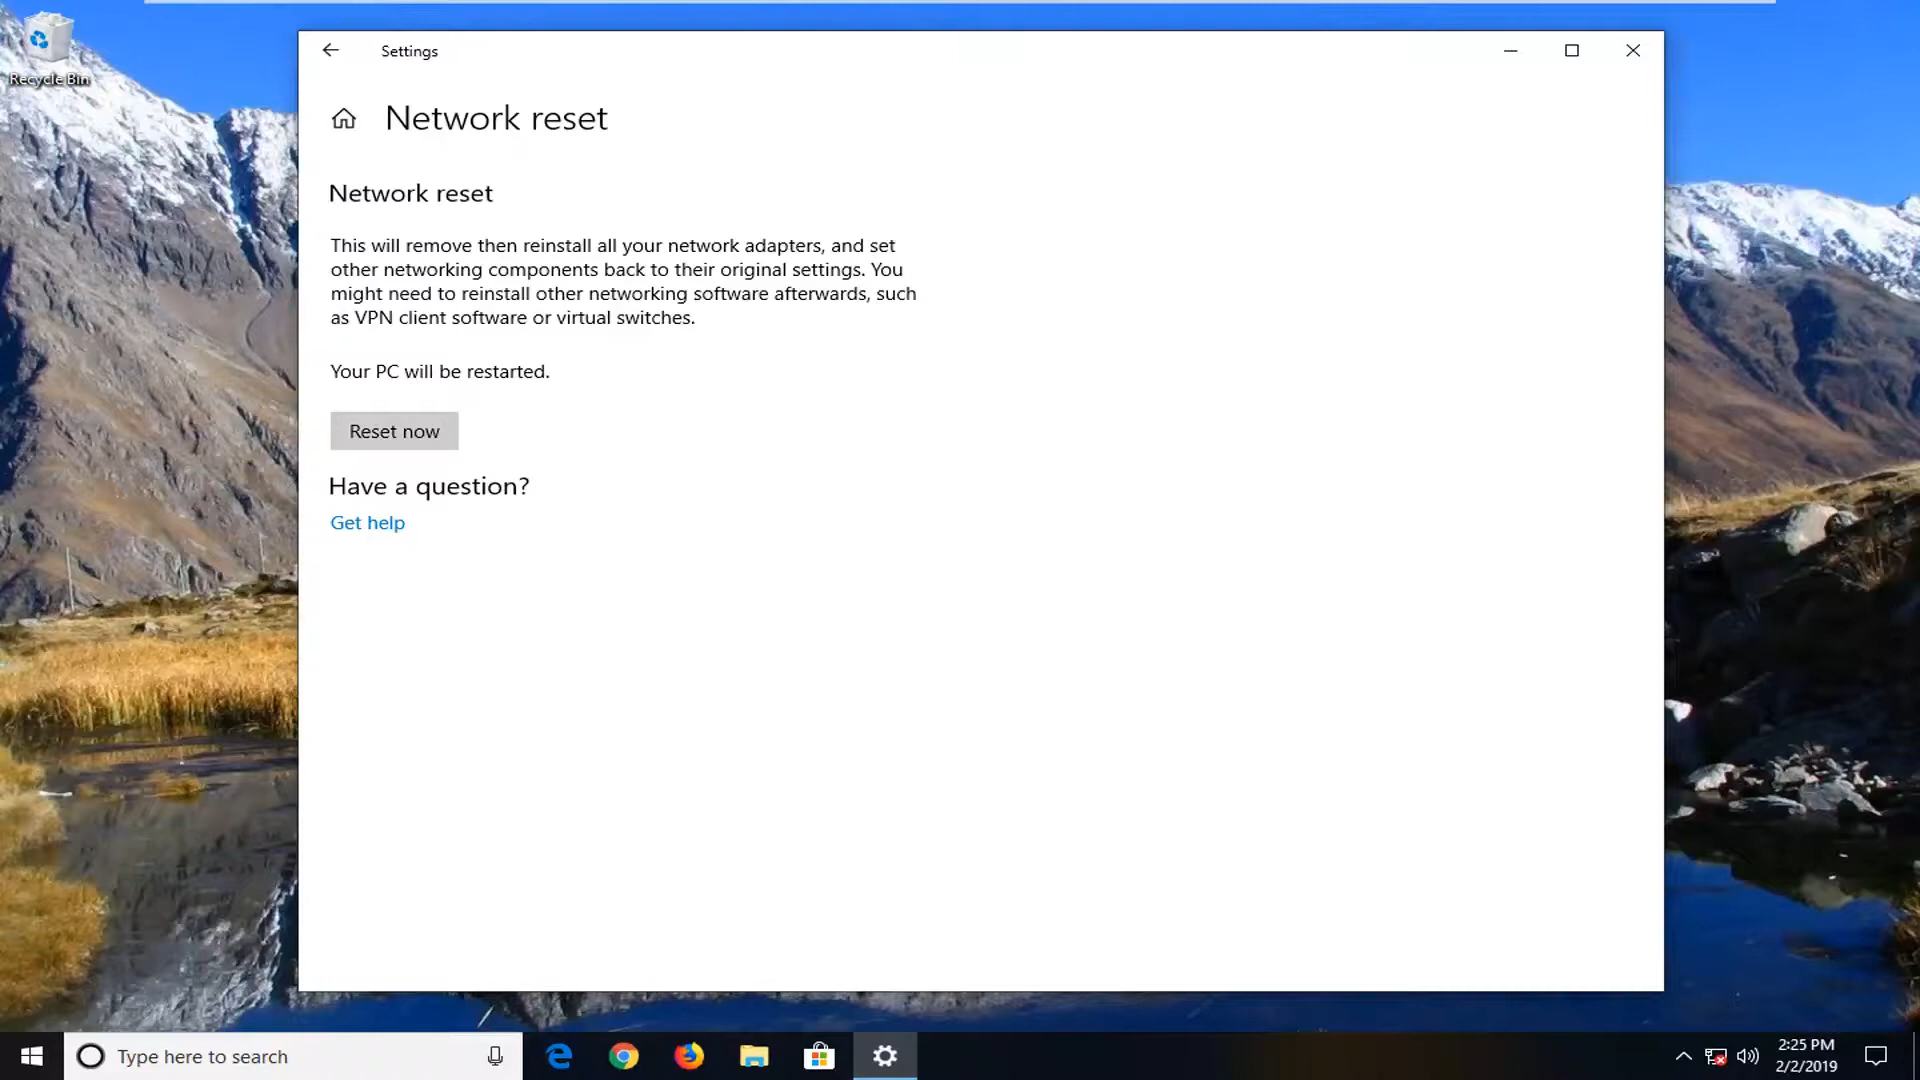 Recycle Bin
Settings
Network reset
Network reset
This will remove then reinstall all your network adapters, and set
other networking components back to their original settings. You
might need to reinstall other networking software afterwards, such
as VPN client software or virtual switches.
Your PC will be restarted.
Reset now
Have a question?
Get help
Type here to search
2:25 PM
2/2/2019